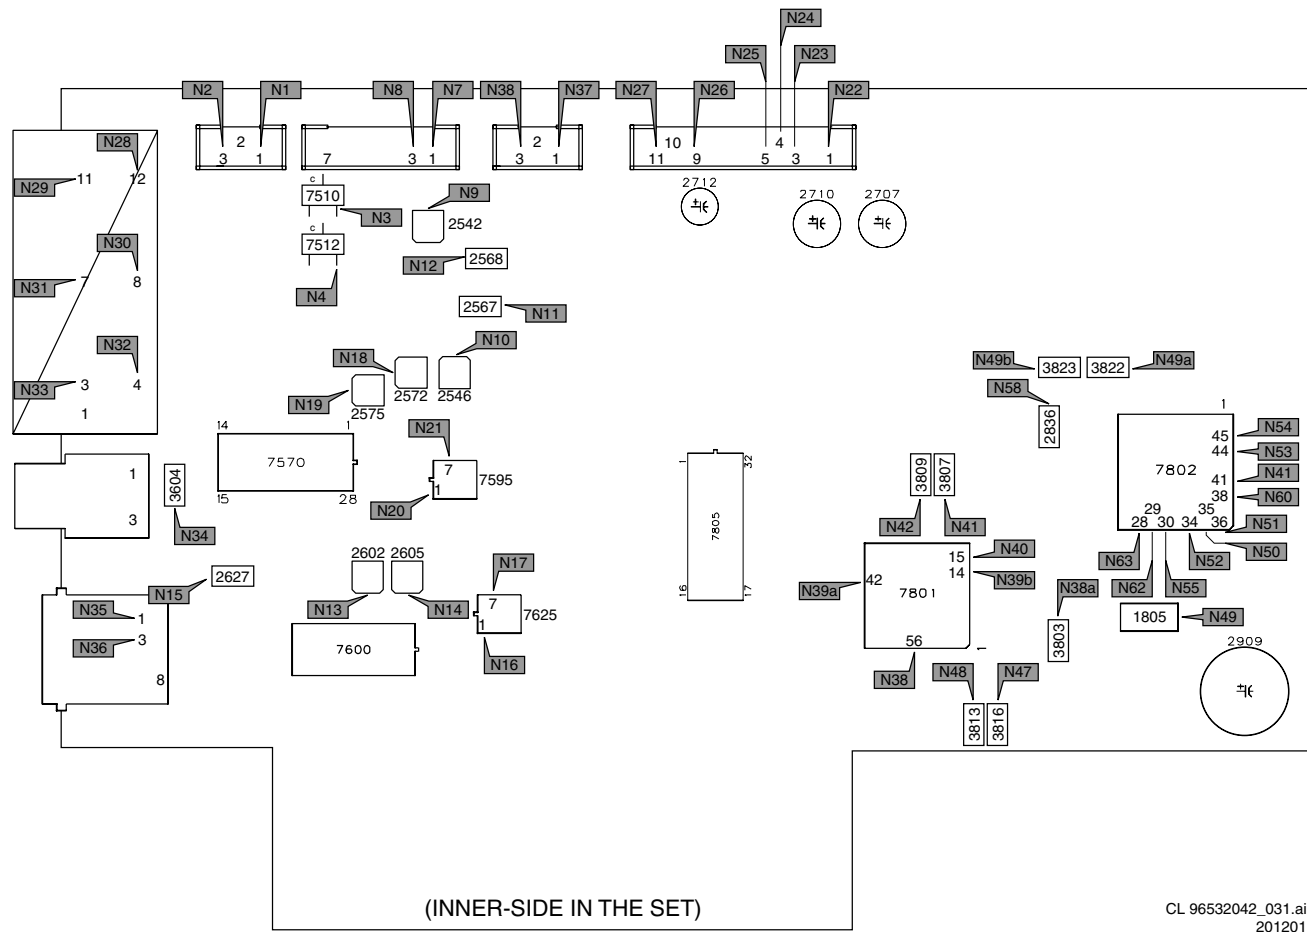 N24
N25 N23
N2 N1 N8 N7 N38 N37 N27 N26 N22
2 2 10 4
3 1 7 3 1 3 1 11 9 5 3 1
N28
N29 11 12
c
7510 N9 2712 2710 2707
N3 2542
c
7512
N30
N12 2568
N31 7 8
N4
2567 N11
N32 N18 N10
N33 3 4
1
N19 2575 2572 2546
N49b 3823 3822 N49a
N58
2836
14 1 N21
7570 7 7595
15 28 1
N20
1
3
3604
N34
1 32
7805
16 17
3809 3807
N42 N41
1
45 N54
44 N53
7802
41 N41
38 N60
35
29
28 30 34 36 N51
N50
N63 N52
N62 N55
2602 2605 N17
N15 2627
N13 N14 7 7625
1
N16
7600
N35 1
N36 3
8
15 N40
14 N39b
N39a 42 7801
56 1
N38
N38a
3803
1805 N49
2909
N48 N47
3813 3816
(INNER-SIDE IN THE SET)
CL 96532042_031.ai
201201